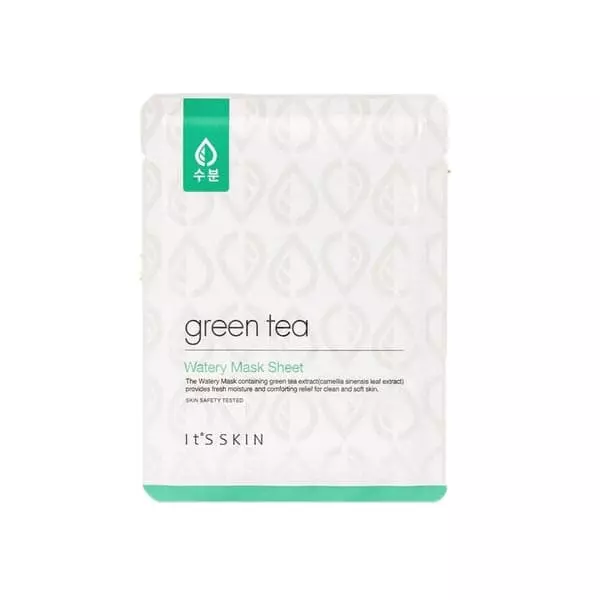 수분
green tea
Watery Mask Sheet
The Watery Mask containing green tea extract(camellia sinensis leaf extract)
provides fresh moisture and comforting relief for clean and soft skin.
SKIN SAFETY TESTED
It'S SKIN